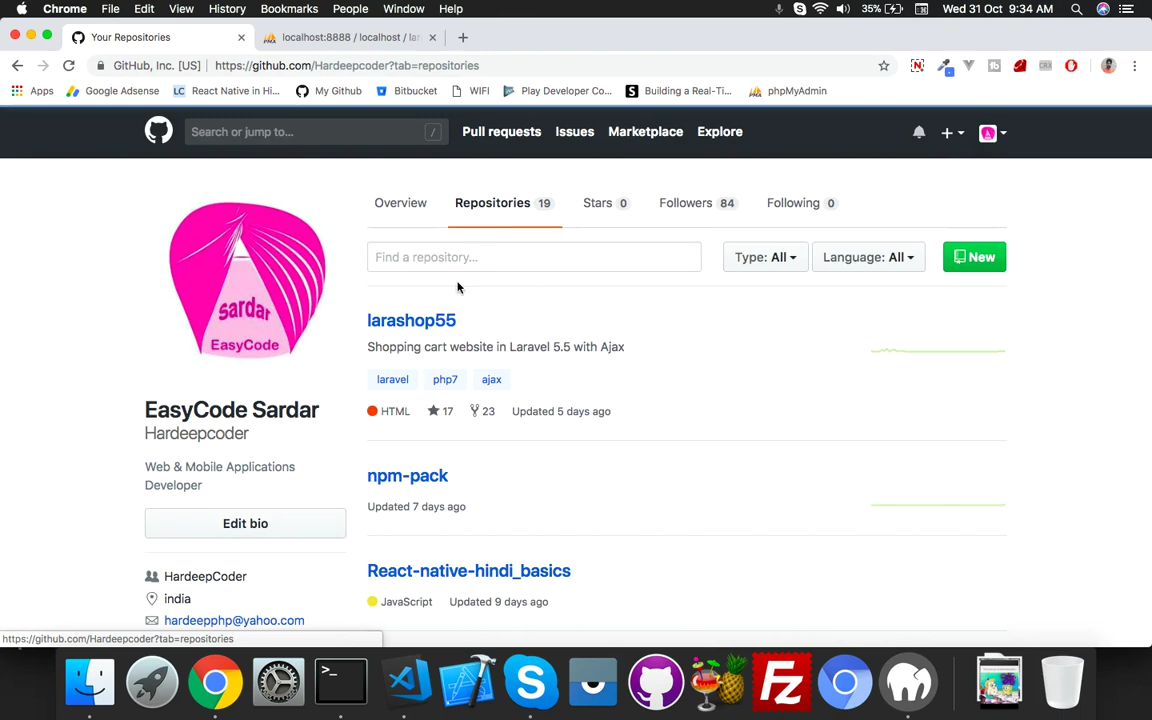 Chrome File Edit View History Bookmarks People Window Help 35% Wed 31 Oct 9:34 AM
Your Repositories localhost:8888 / localhost / lar
GitHub, Inc. [US] https://github.com/Hardeepcoder?tab=repositories
Apps Google Adsense LC React Native in Hi... My Github Bitbucket WIFI Play Developer Co... S Building a Real-Ti... phpMyAdmin
Search or jump to... / Pull requests Issues Marketplace Explore
Overview Repositories 19 Stars 0 Followers 84 Following 0
Find a repository... Type: All Language: All New
sardar
EasyCode
larashop55
Shopping cart website in Laravel 5.5 with Ajax
laravel php7 ajax
HTML 17 23 Updated 5 days ago
EasyCode Sardar
Hardeepcoder
Web & Mobile Applications
Developer
Edit bio
npm-pack
Updated 7 days ago
React-native-hindi_basics
JavaScript Updated 9 days ago
HardeepCoder
india
hardeepphp@yahoo.com
https://github.com/Hardeepcoder?tab=repositories